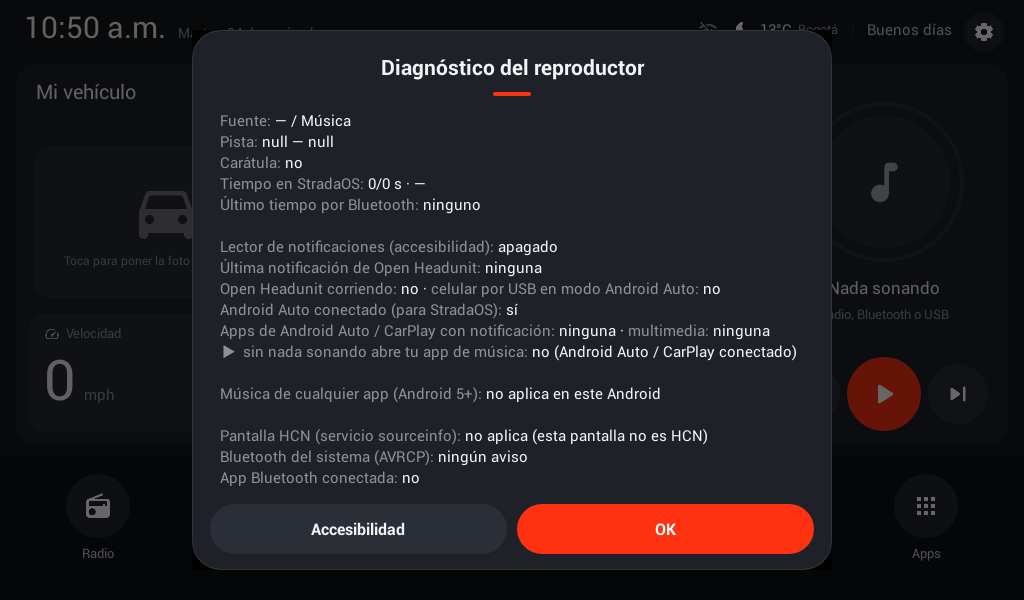 10:50 a.m.
13°C Bogotá
Buenos días
Mi vehículo
Toca para poner la foto
Velocidad
0 mph
Diagnóstico del reproductor
Fuente: — / Música
Pista: null — null
Carátula: no
Tiempo en StradaOS: 0/0 s · —
Último tiempo por Bluetooth: ninguno
Lector de notificaciones (accesibilidad): apagado
Última notificación de Open Headunit: ninguna
Open Headunit corriendo: no · celular por USB en modo Android Auto: no
Android Auto conectado (para StradaOS): sí
Apps de Android Auto / CarPlay con notificación: ninguna · multimedia: ninguna
▶ sin nada sonando abre tu app de música: no (Android Auto / CarPlay conectado)
Música de cualquier app (Android 5+): no aplica en este Android
Pantalla HCN (servicio sourceinfo): no aplica (esta pantalla no es HCN)
Bluetooth del sistema (AVRCP): ningún aviso
App Bluetooth conectada: no
Accesibilidad
OK
Nada sonando
Bluetooth o USB
Radio
Apps